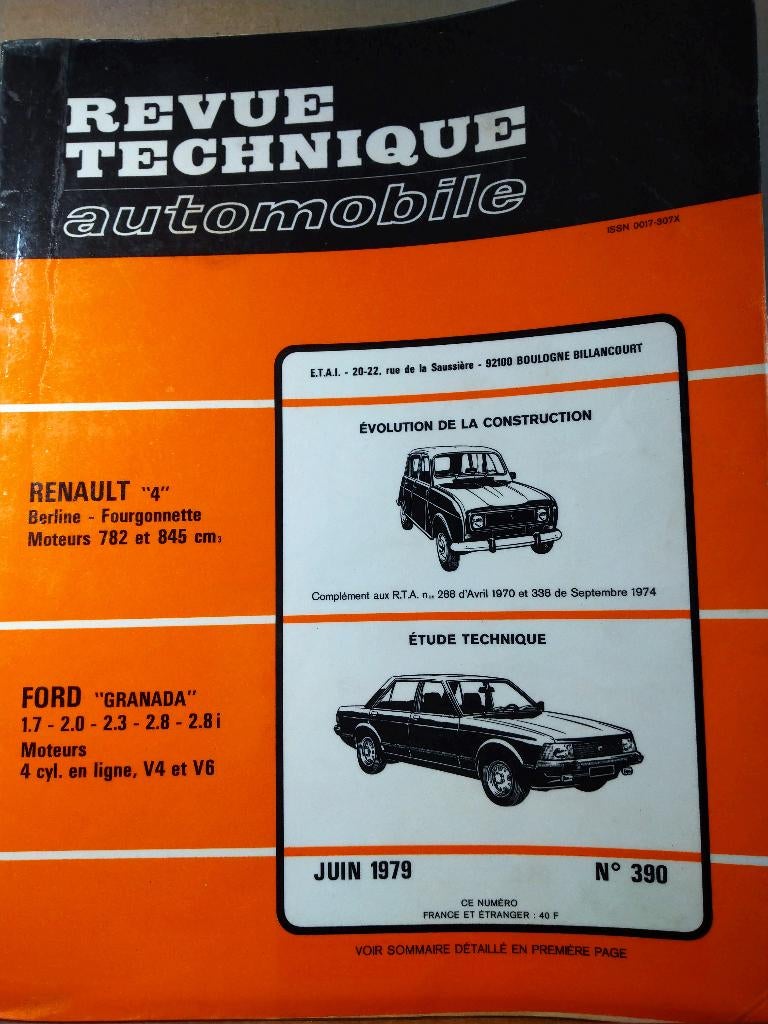 REVUE
TECHNIQUE
automobile
ISSN 0017-307X
E.T.A.I. - 20-22, rue de la Saussière - 92100 BOULOGNE BILLANCOURT
ÉVOLUTION DE LA CONSTRUCTION
RENAULT "4"
Berline - Fourgonnette
Moteurs 782 et 845 cm3
Complément aux R.T.A. nos 288 d'Avril 1970 et 338 de Septembre 1974
ÉTUDE TECHNIQUE
FORD "GRANADA"
1.7 - 2.0 - 2.3 - 2.8 - 2.8 i
Moteurs
4 cyl. en ligne, V4 et V6
JUIN 1979 N° 390
CE NUMÉRO
FRANCE ET ÉTRANGER : 40 F
VOIR SOMMAIRE DÉTAILLÉ EN PREMIÈRE PAGE